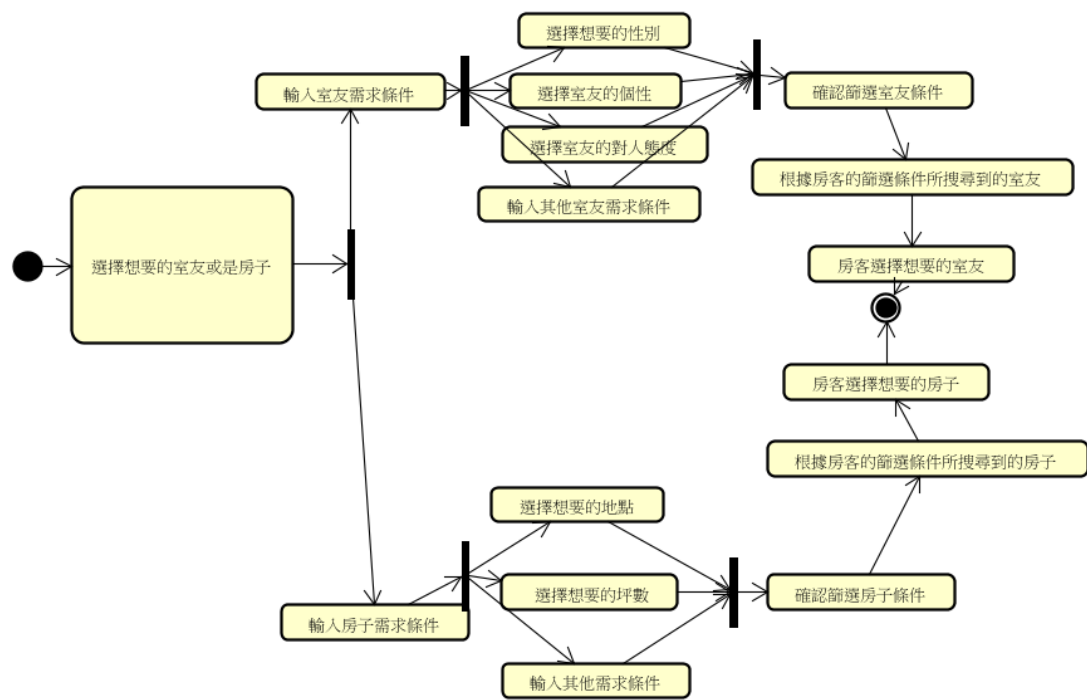 選擇想要的室友或是房子
輸入室友需求條件
選擇想要的性別
選擇室友的個性
選擇室友的對人態度
輸入其他室友需求條件
確認篩選室友條件
根據房客的篩選條件所搜尋到的室友
房客選擇想要的室友
輸入房子需求條件
選擇想要的地點
選擇想要的坪數
輸入其他需求條件
確認篩選房子條件
根據房客的篩選條件所搜尋到的房子
房客選擇想要的房子